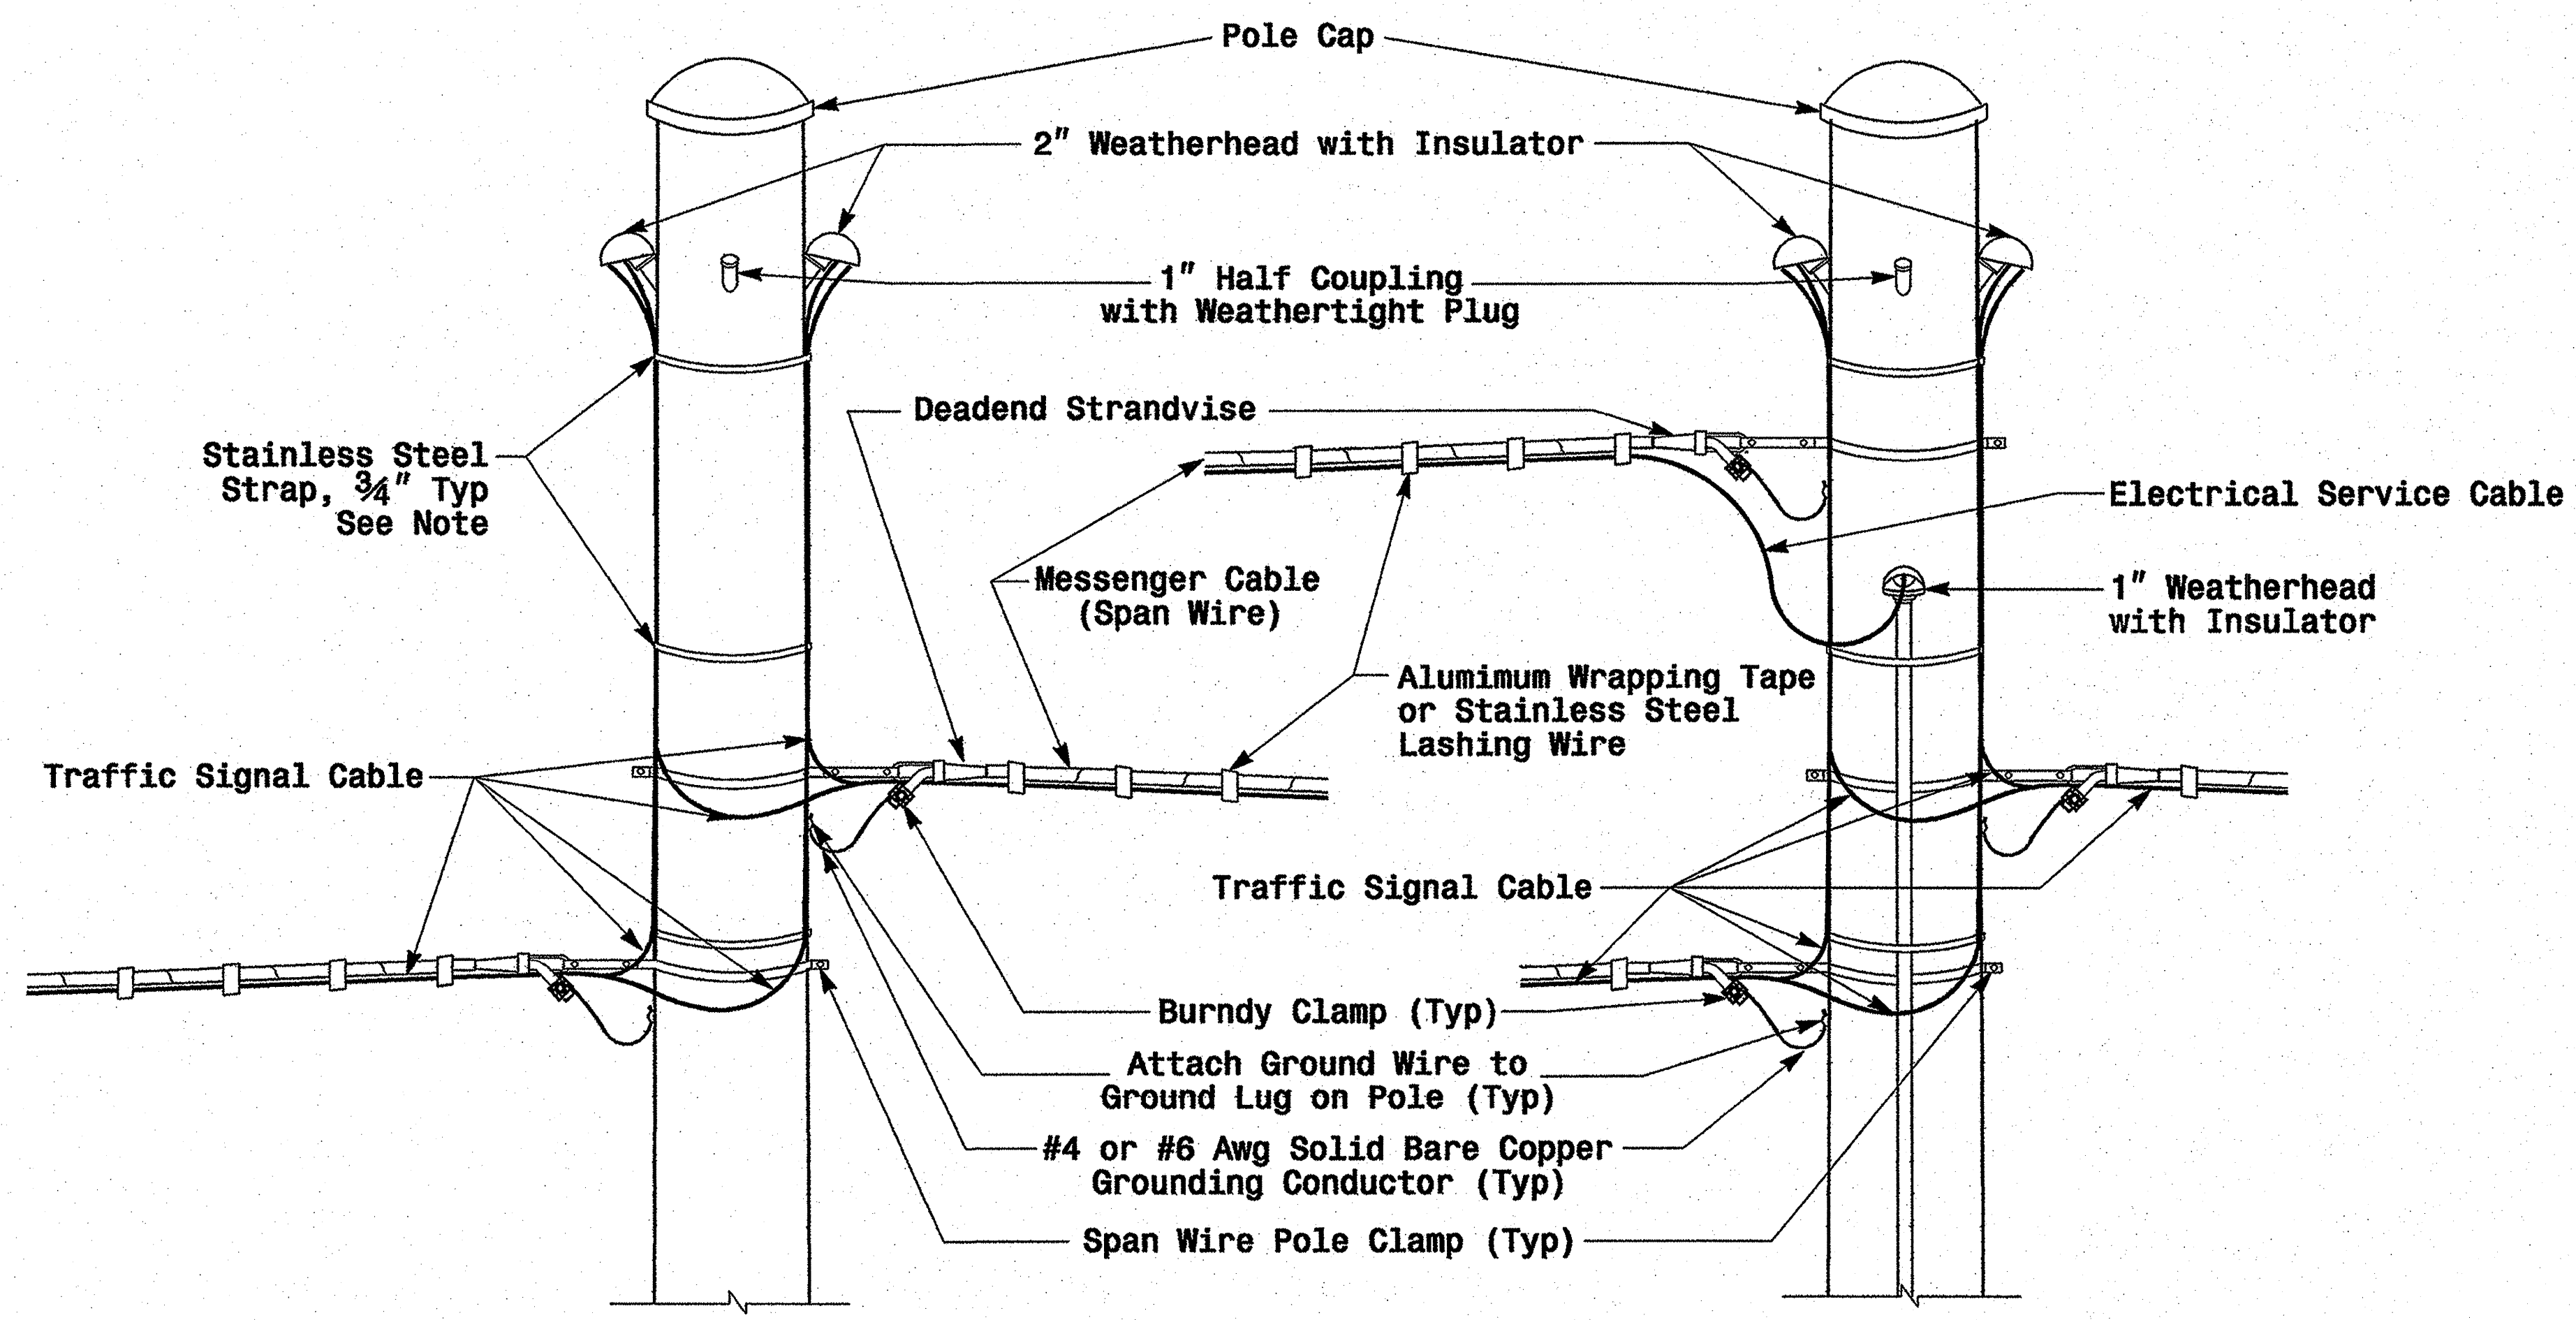 Pole Cap
2" Weatherhead with Insulator
1" Half Coupling
with Weathertight Plug
Deadend Strandvise
Stainless Steel
Strap, ¾" Typ
See Note
Electrical Service Cable
Messenger Cable
(Span Wire)
1" Weatherhead
with Insulator
Alumimum Wrapping Tape
or Stainless Steel
Lashing Wire
Traffic Signal Cable
Traffic Signal Cable
Burndy Clamp (Typ)
Attach Ground Wire to
Ground Lug on Pole (Typ)
#4 or #6 Awg Solid Bare Copper
Grounding Conductor (Typ)
Span Wire Pole Clamp (Typ)